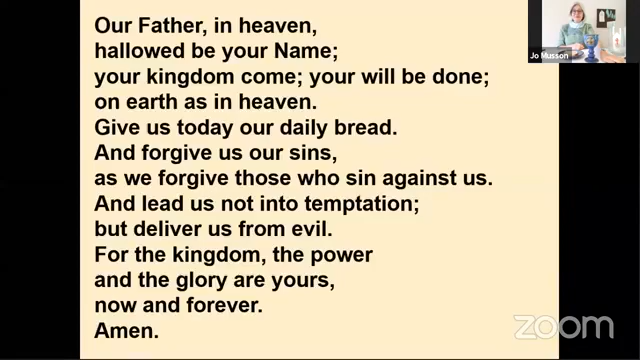 Our Father, in heaven,
hallowed be your Name;
your kingdom come; your will be done;
on earth as in heaven.
Give us today our daily bread.
And forgive us our sins,
as we forgive those who sin against us.
And lead us not into temptation;
but deliver us from evil.
For the kingdom, the power
and the glory are yours,
now and forever.
Amen.
Jo Musson
zoom